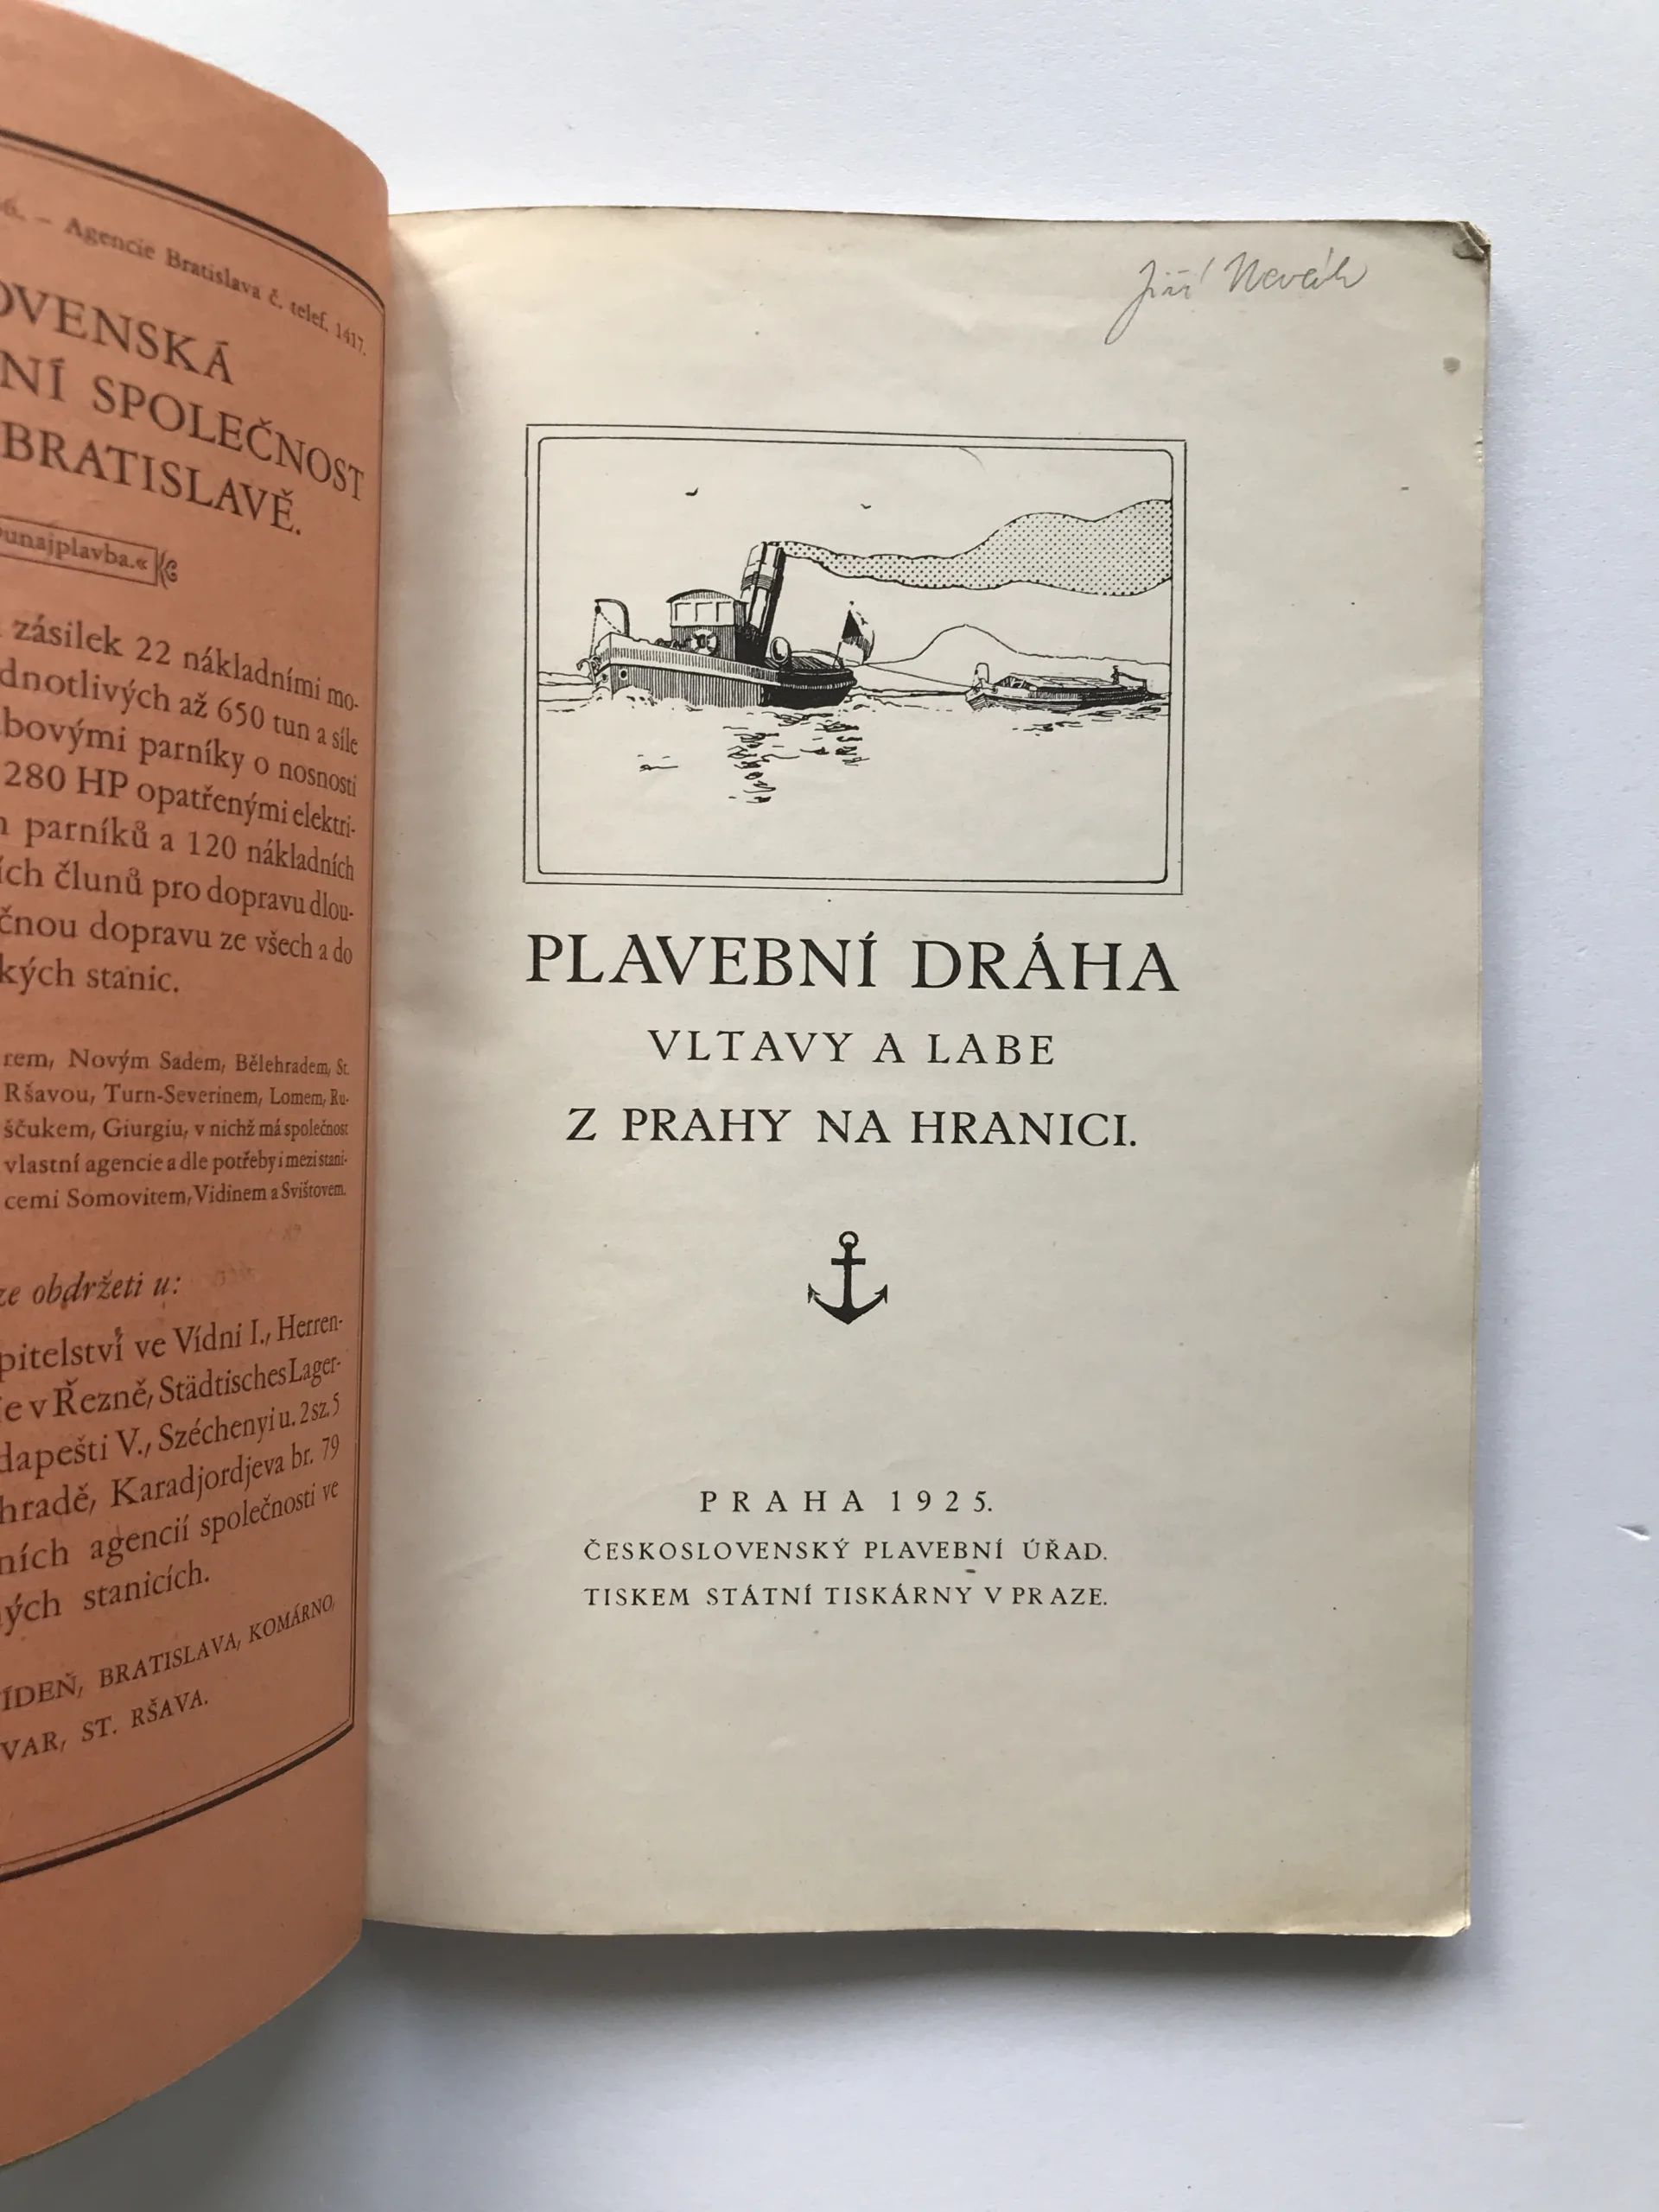 6. – Agencie Bratislava č. telef. 1417.
OVENSKÁ
NÍ SPOLEČNOST
BRATISLAVĚ.
unajplavba.«
zásilek 22 nákladními mo-
dnotlivých až 650 tun a síle
bovými parníky o nosnosti
280 HP opatřenými elektri-
parníků a 120 nákladních
ích člunů pro dopravu dlou-
čnou dopravu ze všech a do
kých stanic.
rem, Novým Sadem, Bělehradem, St.
Ršavou, Turn-Severinem, Lomem, Ru-
ščukem, Giurgiu, v nichž má společnost
vlastní agencie a dle potřeby i mezi stani-
cemi Somovitem, Vidinem a Svištovem.
ze obdržeti u:
pitelství ve Vídni I., Herren-
ie v Řezně, Städtisches Lager-
dapešti V., Széchenyi u. 2 sz. 5
hradě, Karadjordjeva br. 79
ních agencií společnosti ve
ých stanicích.
ÍDEŇ, BRATISLAVA, KOMÁRNO,
VAR, ST. RŠAVA.
Jiří Novák
PLAVEBNÍ DRÁHA
VLTAVY A LABE
Z PRAHY NA HRANICI.
PRAHA 1925.
ČESKOSLOVENSKÝ PLAVEBNÍ ÚŘAD.
TISKEM STÁTNÍ TISKÁRNY V PRAZE.